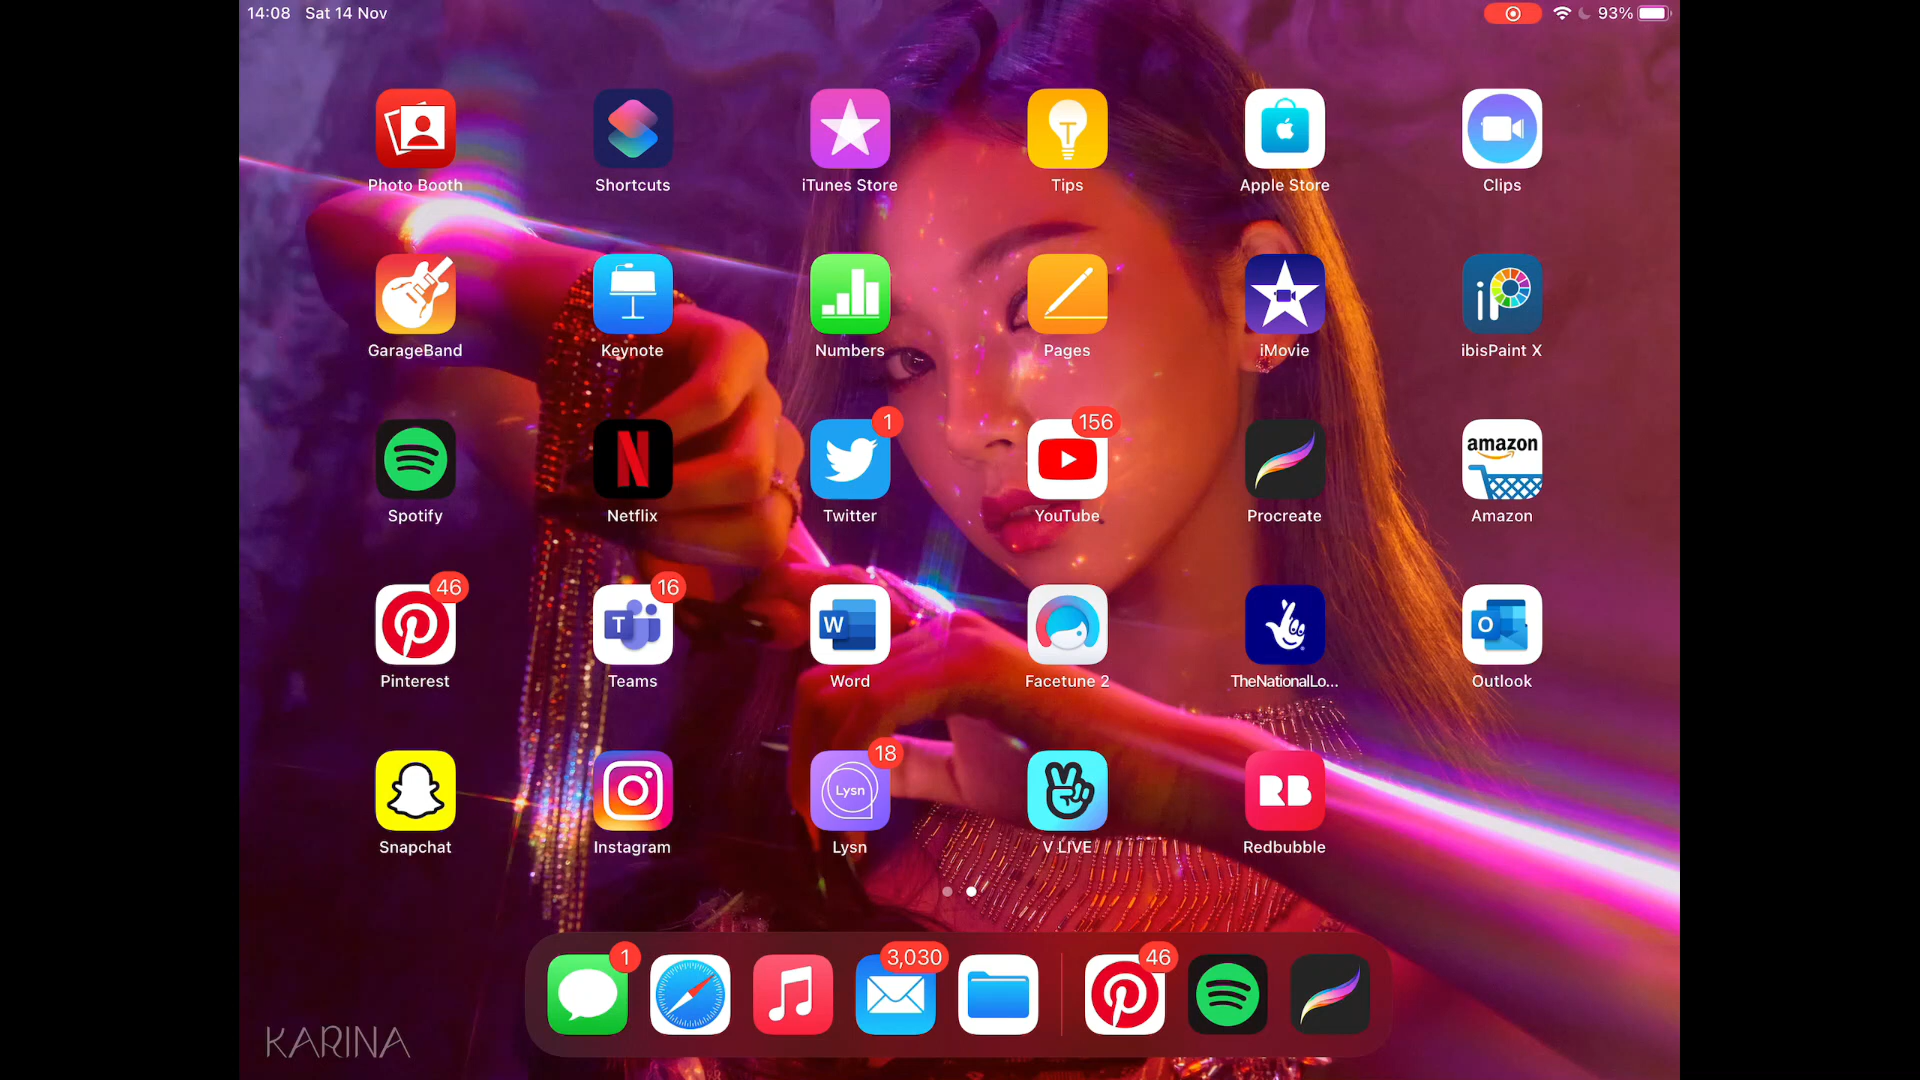 14:08 Sat 14 Nov 93%
Photo Booth Shortcuts iTunes Store Tips Apple Store Clips
T
iP
GarageBand Keynote Numbers Pages iMovie ibisPaint X
1 156
amazon
Spotify Netflix Twitter YouTube Procreate Amazon
46 16
T W O
Pinterest Teams Word Facetune 2 TheNationalLo... Outlook
18
Lysn RB
Snapchat Instagram Lysn V LIVE Redbubble
1 3,030 46
KARINA